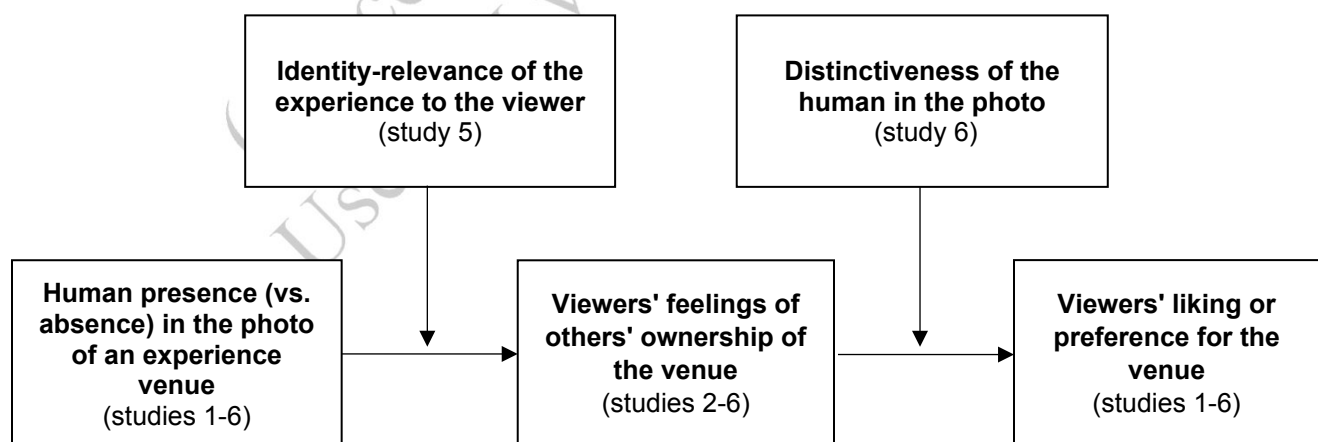 Identity-relevance of the
experience to the viewer
(study 5)
Distinctiveness of the
human in the photo
(study 6)
Human presence (vs.
absence) in the photo
of an experience
venue
(studies 1-6)
Viewers' feelings of
others' ownership of
the venue
(studies 2-6)
Viewers' liking or
preference for the
venue
(studies 1-6)